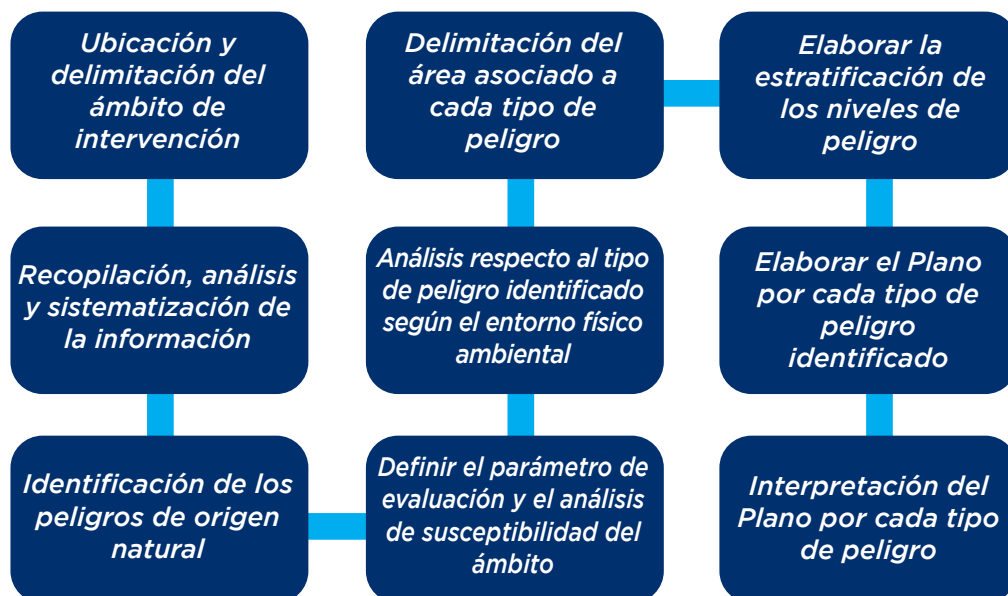 Ubicación y
delimitación del
ámbito de
intervención
Recopilación, análisis
y sistematización de
la información
Identificación de los
peligros de origen
natural
Definir el parámetro de
evaluación y el análisis
de susceptibilidad del
ámbito
Análisis respecto al tipo
de peligro identificado
según el entorno físico
ambiental
Delimitación del
área asociado a
cada tipo de
peligro
Elaborar la
estratificación de
los niveles de
peligro
Elaborar el Plano
por cada tipo de
peligro
identificado
Interpretación del
Plano por cada tipo
de peligro